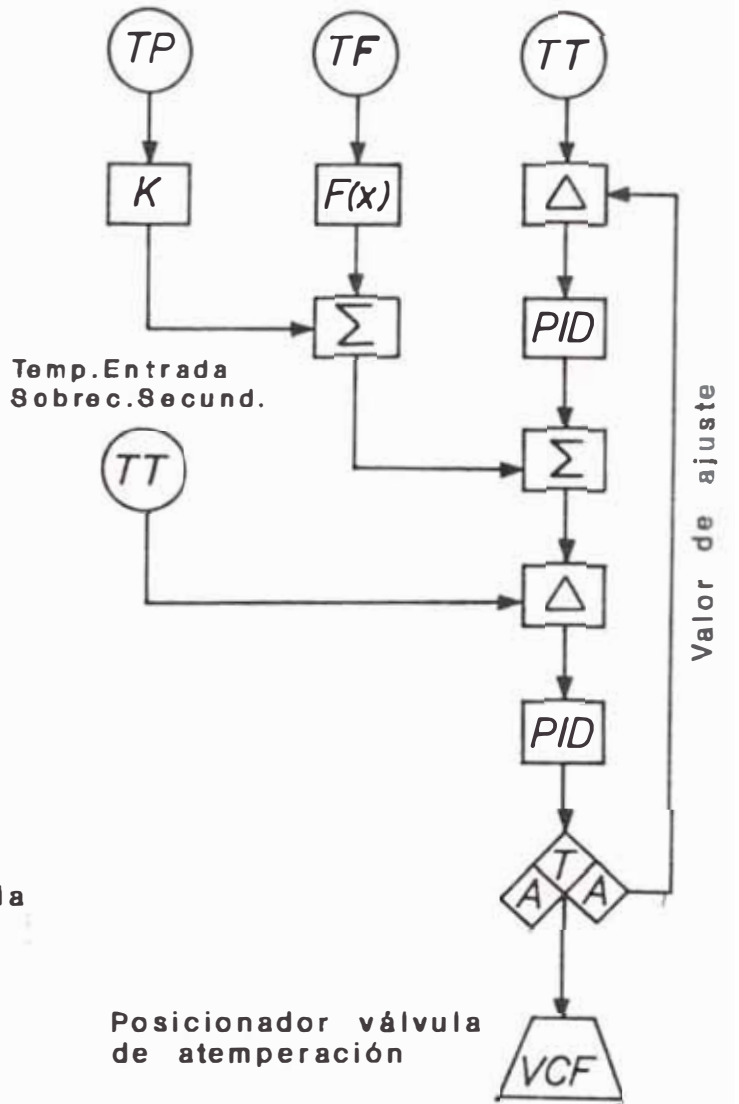 TP
TF
TT
K
F(x)
△
Σ
PID
Temp.Entrada
Sobrec.Secund.
TT
Σ
△
PID
Valor de ajuste
T
A
A
Posicionador válvula
de atemperación
VCF